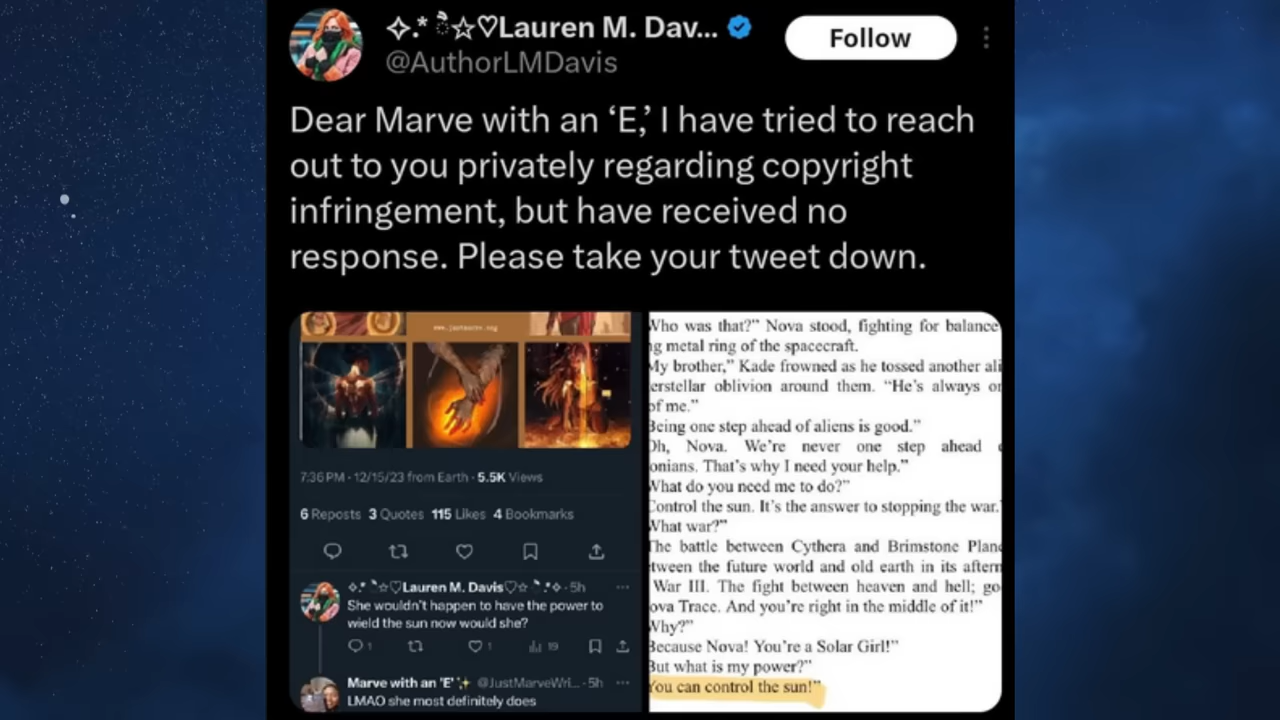 ✧.* ☆♡Lauren M. Dav...
@AuthorLMDavis
Follow
Dear Marve with an ‘E,’ I have tried to reach
out to you privately regarding copyright
infringement, but have received no
response. Please take your tweet down.
www.justmarve.org
7:36 PM · 12/15/23 from Earth · 5.5K Views
6 Reposts 3 Quotes 115 Likes 4 Bookmarks
✧.* ☆♡Lauren M. Davis♡☆ *.✧ · 5h
She wouldn't happen to have the power to
wield the sun now would she?
1 1 19
Marve with an 'E' ✨ @JustMarveWri... · 5h
LMAO she most definitely does
Who was that?” Nova stood, fighting for balance
g metal ring of the spacecraft.
My brother,” Kade frowned as he tossed another ali
erstellar oblivion around them. “He’s always on
of me.”
Being one step ahead of aliens is good.”
Oh, Nova. We’re never one step ahead
onians. That’s why I need your help.”
What do you need me to do?”
Control the sun. It’s the answer to stopping the war.”
What war?”
The battle between Cythera and Brimstone Plane
tween the future world and old earth in its afterm
War III. The fight between heaven and hell; go
ova Trace. And you’re right in the middle of it!”
Why?”
Because Nova! You’re a Solar Girl!”
But what is my power?”
You can control the sun!”